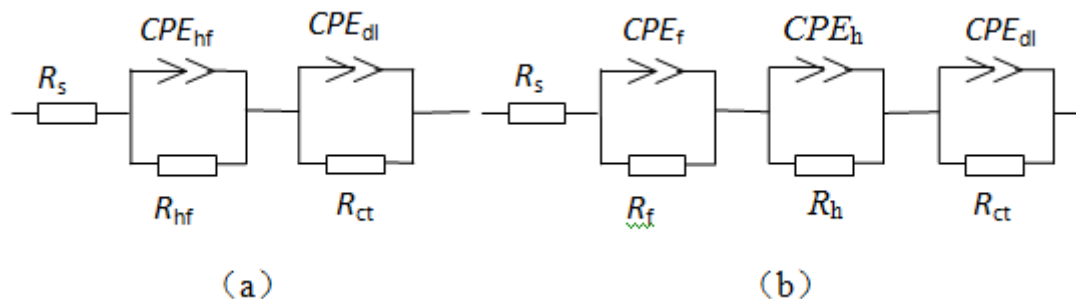 CPEhf CPEdl CPEf CPEh CPEdl
Rs Rs
Rhf Rct Rf Rh Rct
(a) (b)